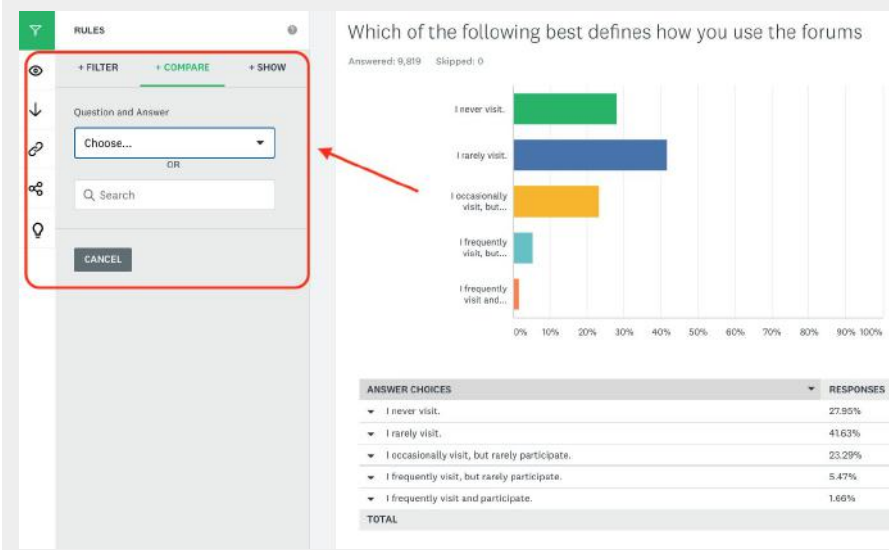 RULES
+ FILTER + COMPARE + SHOW
Question and Answer
Choose...
OR
Search
CANCEL
Which of the following best defines how you use the forums
Answered: 9,819 Skipped: 0
I never visit.
I rarely visit.
I occasionally
visit, but...
I frequently
visit, but...
I frequently
visit and...
0% 10% 20% 30% 40% 50% 60% 70% 80% 90% 100%
ANSWER CHOICES RESPONSES
I never visit. 27.95%
I rarely visit. 41.63%
I occasionally visit, but rarely participate. 23.29%
I frequently visit, but rarely participate. 5.47%
I frequently visit and participate. 1.66%
TOTAL